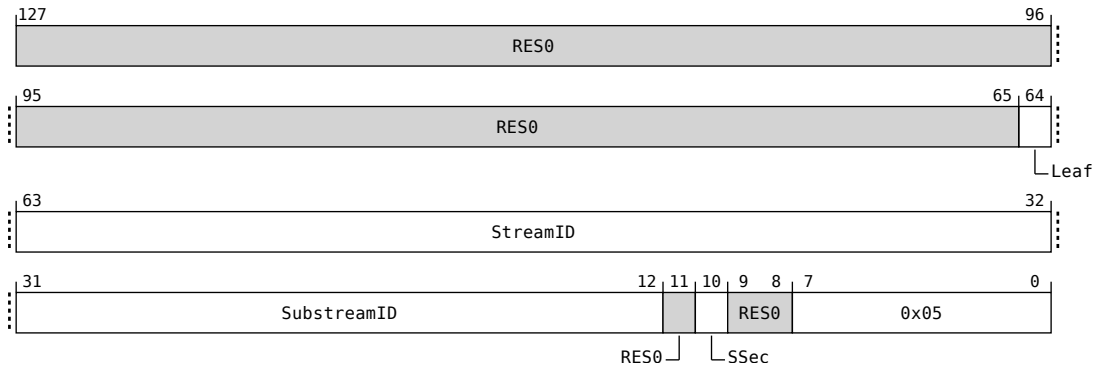 127 96
RES0
95 65 64
RES0
Leaf
63 32
StreamID
31 12 11 10 9 8 7 0
SubstreamID RES0 0x05
RES0 SSec